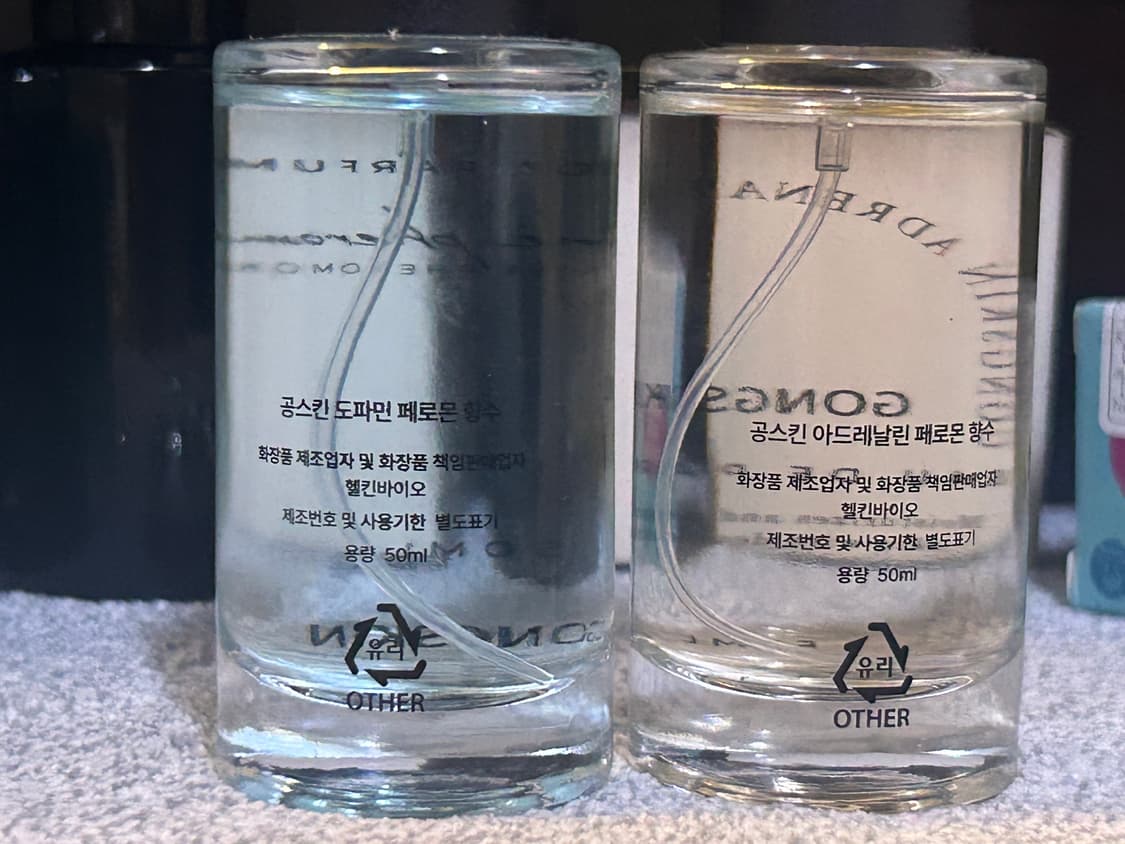 공스킨 도파민 페로몬 향수
화장품 제조업자 및 화장품 책임판매업자
헬킨바이오
제조번호 및 사용기한 별도표기
용량 50ml
GONGSKIN
유리
OTHER
ADRENA
GONGS
공스킨 아드레날린 페로몬 향수
화장품 제조업자 및 화장품 책임판매업자
헬킨바이오
제조번호 및 사용기한 별도표기
용량 50ml
유리
OTHER